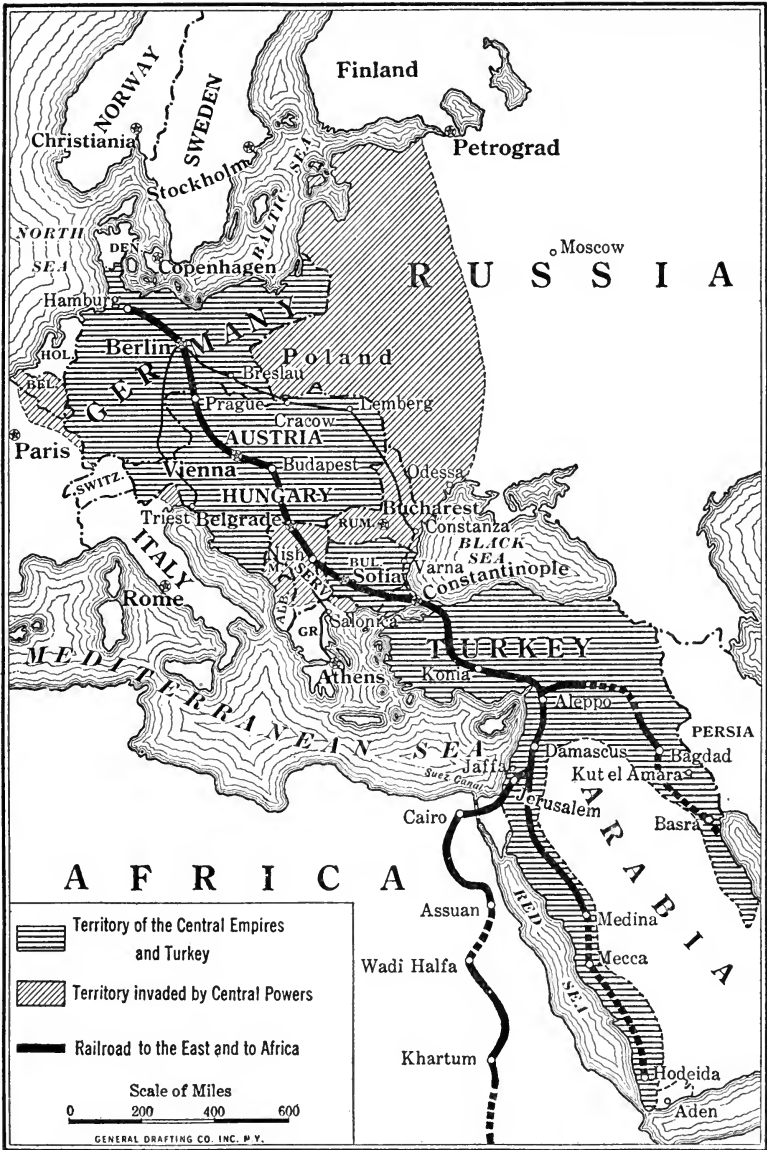 Finland
NORWAY
SWEDEN
Christiania
Stockholm
Petrograd
NORTH
SEA
BALTIC SEA
DEN.
Copenhagen
Moscow
RUSSIA
Hamburg
HOL.
BEL.
Berlin
GERMANY
Poland
Breslau
Prague
Cracow
Lemberg
Paris
AUSTRIA
Vienna
Budapest
SWITZ.
HUNGARY
Odessa
Triest
Belgrade
RUM.
Bucharest
Constanza
BLACK
SEA
ITALY
Nish
M.
SERVIA
BUL.
Sofia
Varna
Constantinople
Rome
ALB.
Salonica
GR.
TURKEY
Athens
Konia
MEDITERRANEAN SEA
Aleppo
PERSIA
Damascus
Bagdad
Jaffa
Kut el Amara
Suez Canal
Jerusalem
Cairo
Basra
ARABIA
AFRICA
RED
SEA
Assuan
Medina
Wadi Halfa
Mecca
Khartum
Hodeida
Aden
Territory of the Central Empires
and Turkey
Territory invaded by Central Powers
Railroad to the East and to Africa
Scale of Miles
0 200 400 600
GENERAL DRAFTING CO. INC. N.Y.